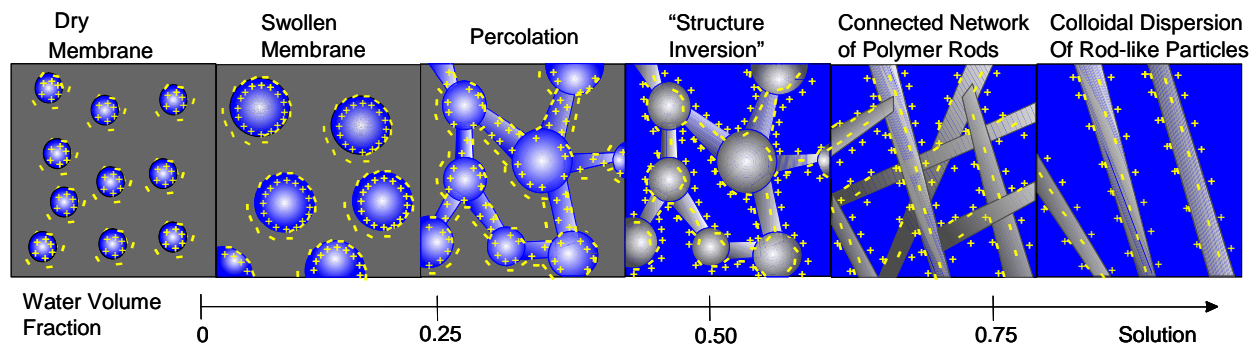 Dry
Membrane
Swollen
Membrane
Percolation
“Structure
Inversion”
Connected Network
of Polymer Rods
Colloidal Dispersion
Of Rod-like Particles
Water Volume
Fraction
0
0.25
0.50
0.75
Solution